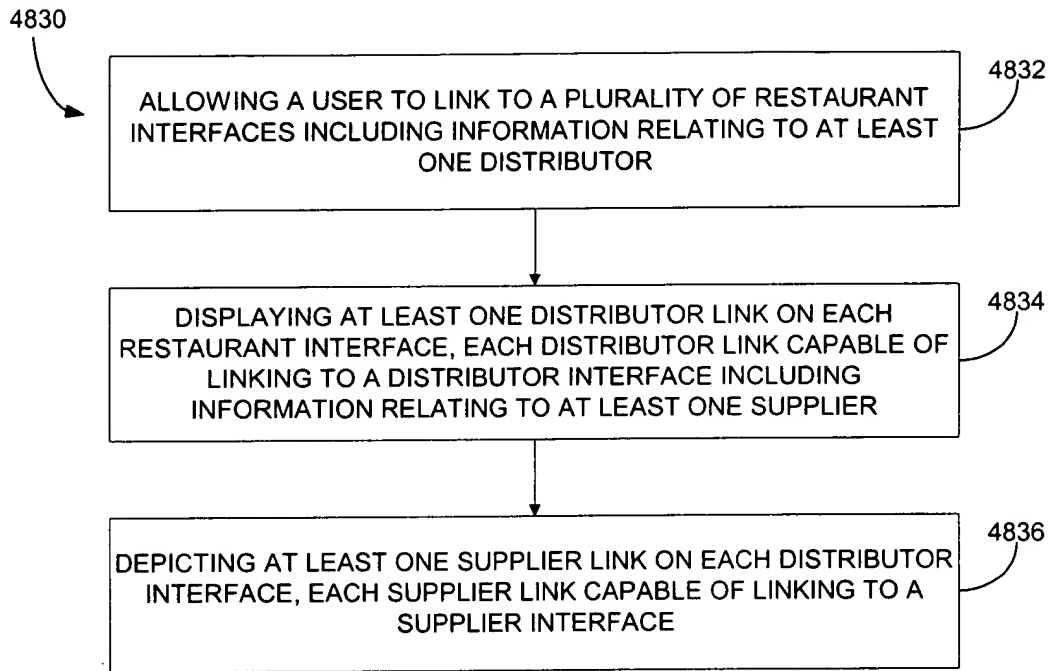 4830
4832
ALLOWING A USER TO LINK TO A PLURALITY OF RESTAURANT
INTERFACES INCLUDING INFORMATION RELATING TO AT LEAST
ONE DISTRIBUTOR
4834
DISPLAYING AT LEAST ONE DISTRIBUTOR LINK ON EACH
RESTAURANT INTERFACE, EACH DISTRIBUTOR LINK CAPABLE OF
LINKING TO A DISTRIBUTOR INTERFACE INCLUDING
INFORMATION RELATING TO AT LEAST ONE SUPPLIER
4836
DEPICTING AT LEAST ONE SUPPLIER LINK ON EACH DISTRIBUTOR
INTERFACE, EACH SUPPLIER LINK CAPABLE OF LINKING TO A
SUPPLIER INTERFACE